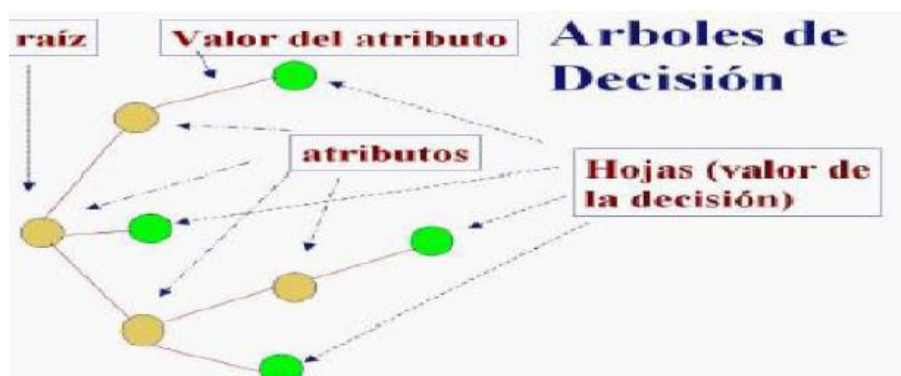 raíz
Valor del atributo
Arboles de
Decisión
atributos
Hojas (valor de
la decisión)